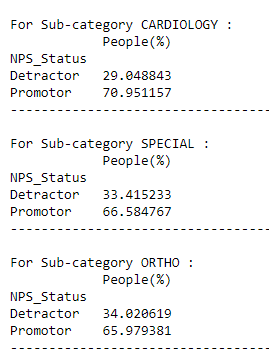 For Sub-category CARDIOLOGY :
People(%)
NPS_Status
Detractor 29.048843
Promotor 70.951157
-----------------------------------
For Sub-category SPECIAL :
People(%)
NPS_Status
Detractor 33.415233
Promotor 66.584767
-----------------------------------
For Sub-category ORTHO :
People(%)
NPS_Status
Detractor 34.020619
Promotor 65.979381
-----------------------------------